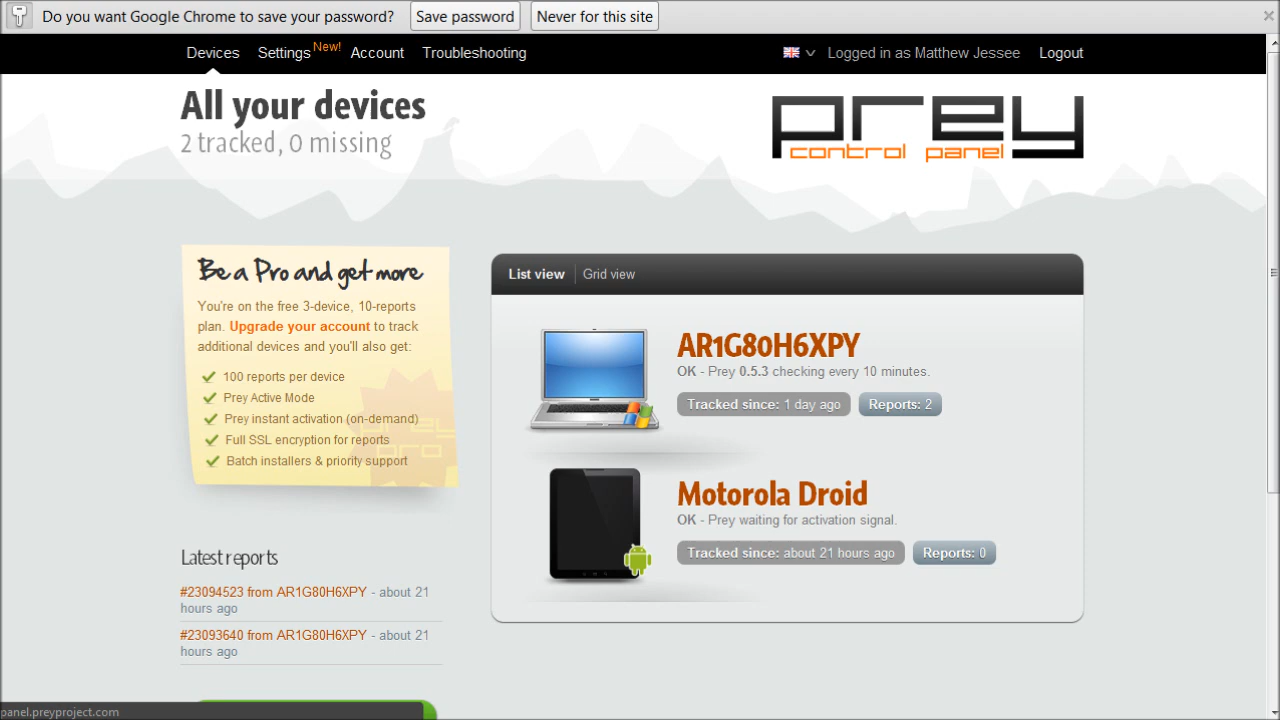 Do you want Google Chrome to save your password?
Save password
Never for this site
Devices
Settings
New!
Account
Troubleshooting
Logged in as Matthew Jessee
Logout
All your devices
2 tracked, 0 missing
prey
control panel
Be a Pro and get more
You're on the free 3-device, 10-reports
plan. Upgrade your account to track
additional devices and you'll also get:
100 reports per device
Prey Active Mode
Prey instant activation (on-demand)
Full SSL encryption for reports
Batch installers & priority support
prey
pro
List view
Grid view
AR1G80H6XPY
OK - Prey 0.5.3 checking every 10 minutes.
Tracked since: 1 day ago
Reports: 2
Motorola Droid
OK - Prey waiting for activation signal.
Tracked since: about 21 hours ago
Reports: 0
Latest reports
#23094523 from AR1G80H6XPY - about 21
hours ago
#23093640 from AR1G80H6XPY - about 21
hours ago
panel.preyproject.com